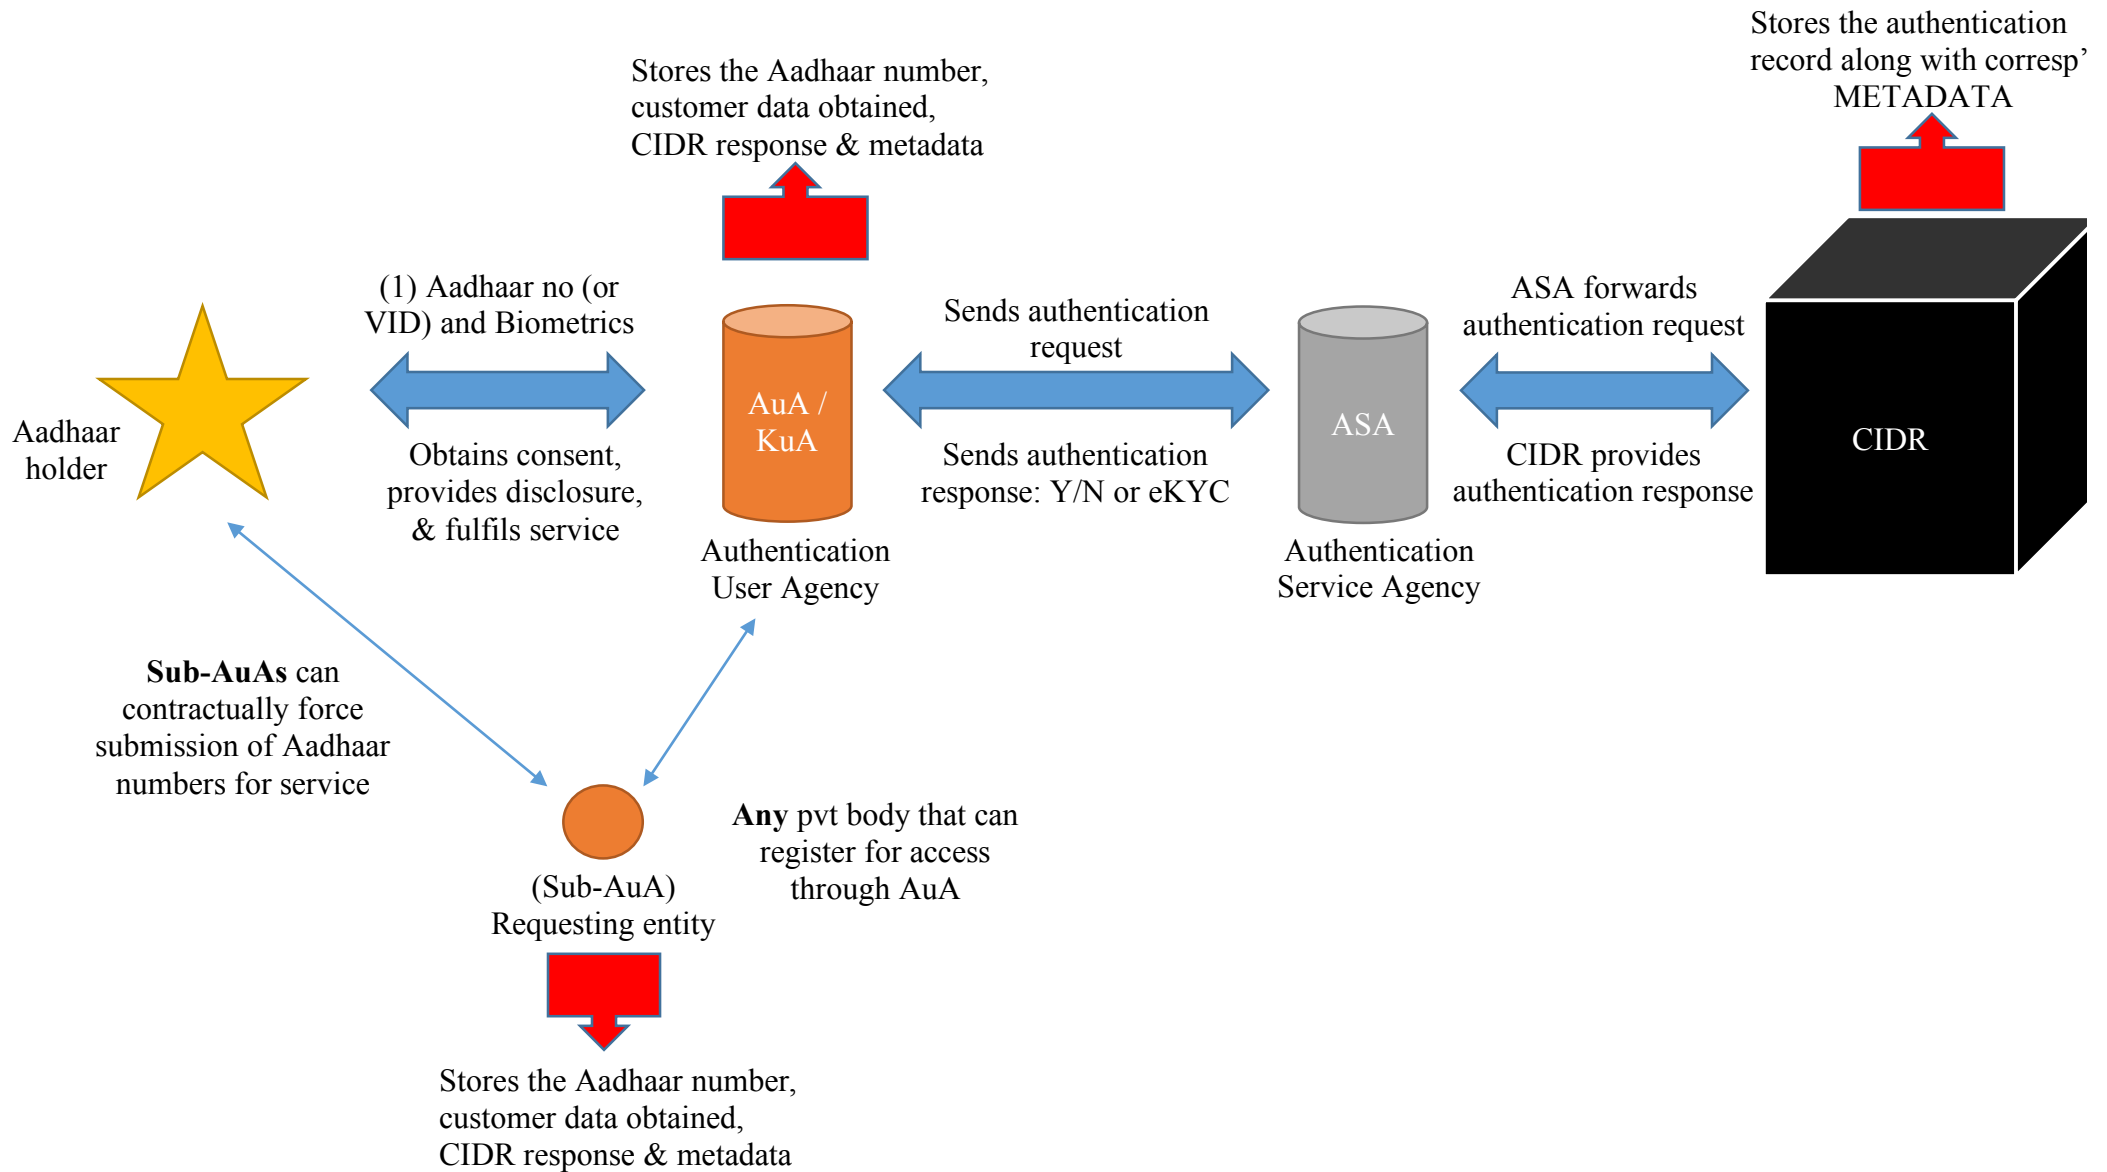 Stores the authentication
record along with corresp’
METADATA
Stores the Aadhaar number,
customer data obtained,
CIDR response & metadata
(1) Aadhaar no (or
VID) and Biometrics
Sends authentication
request
ASA forwards
authentication request
Aadhaar
holder
AuA /
KuA
ASA
CIDR
Obtains consent,
provides disclosure,
& fulfils service
Sends authentication
response: Y/N or eKYC
CIDR provides
authentication response
Authentication
User Agency
Authentication
Service Agency
Sub-AuAs can
contractually force
submission of Aadhaar
numbers for service
Any pvt body that can
register for access
through AuA
(Sub-AuA)
Requesting entity
Stores the Aadhaar number,
customer data obtained,
CIDR response & metadata